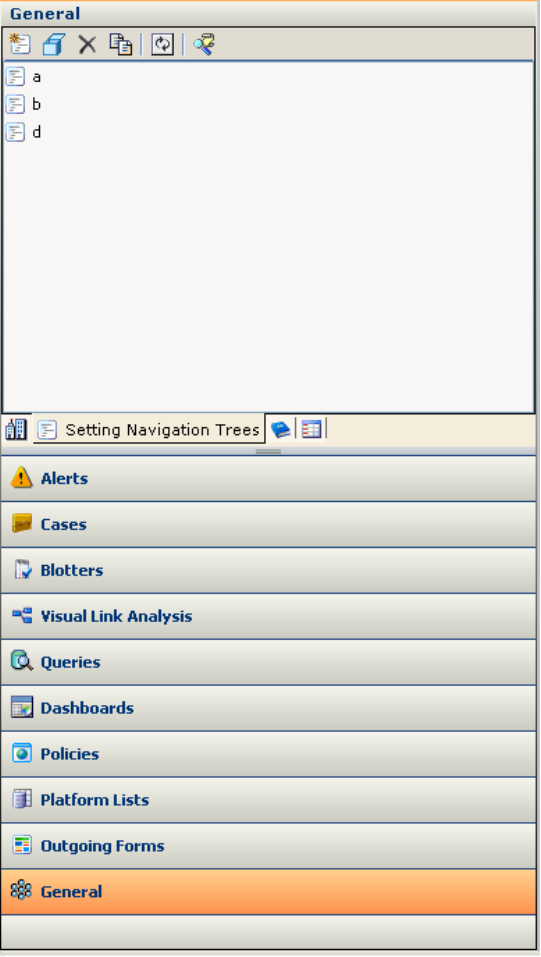 General
a
b
d
Setting Navigation Trees
Alerts
Cases
Blotters
Visual Link Analysis
Queries
Dashboards
Policies
Platform Lists
Outgoing Forms
General